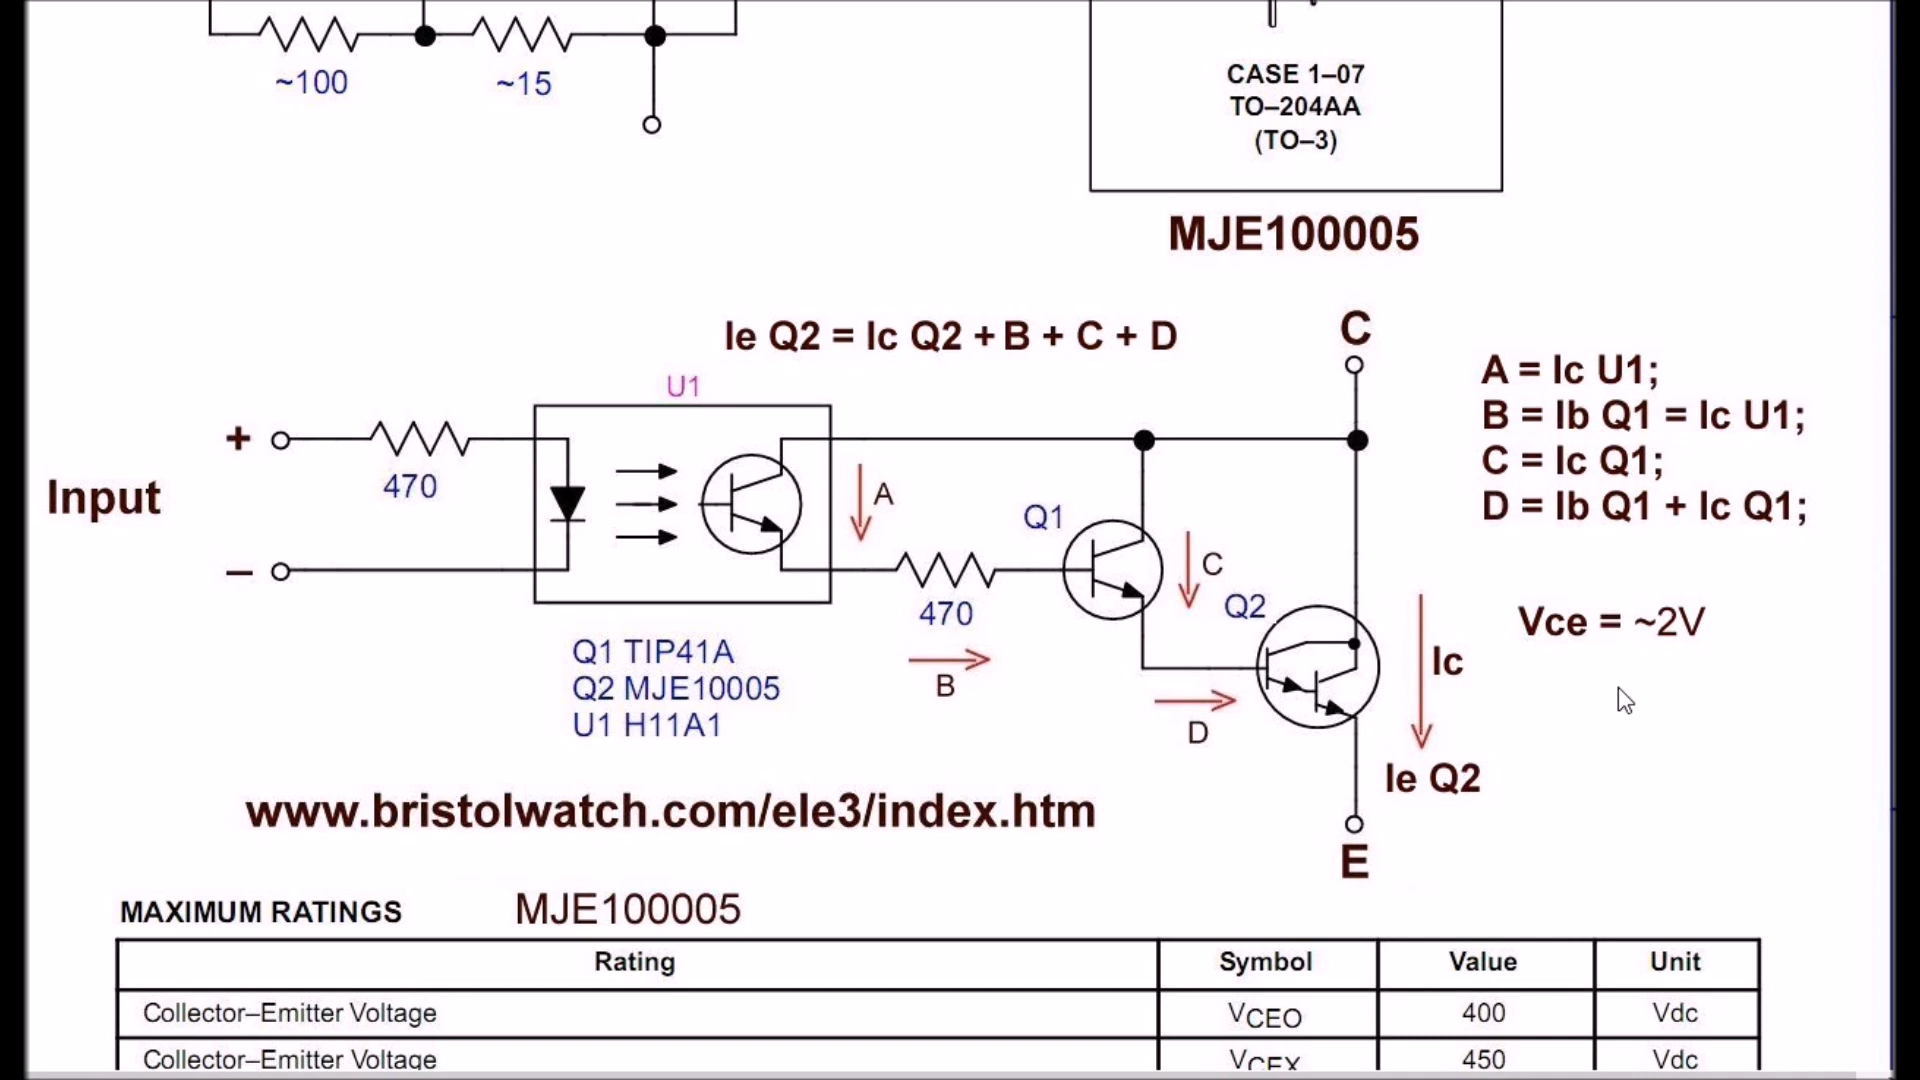 ~100
~15
CASE 1–07
TO–204AA
(TO–3)
MJE100005
Ie Q2 = Ic Q2 + B + C + D
C
U1
A = Ic U1;
B = Ib Q1 = Ic U1;
C = Ic Q1;
D = Ib Q1 + Ic Q1;
+
470
Input
A
Q1
C
–
470
Q2
Vce = ~2V
Q1 TIP41A
Q2 MJE10005
U1 H11A1
B
D
Ic
Ie Q2
www.bristolwatch.com/ele3/index.htm
E
MAXIMUM RATINGS MJE100005
Rating Symbol Value Unit
Collector–Emitter Voltage VCEO 400 Vdc
Collector–Emitter Voltage VCEX 450 Vdc